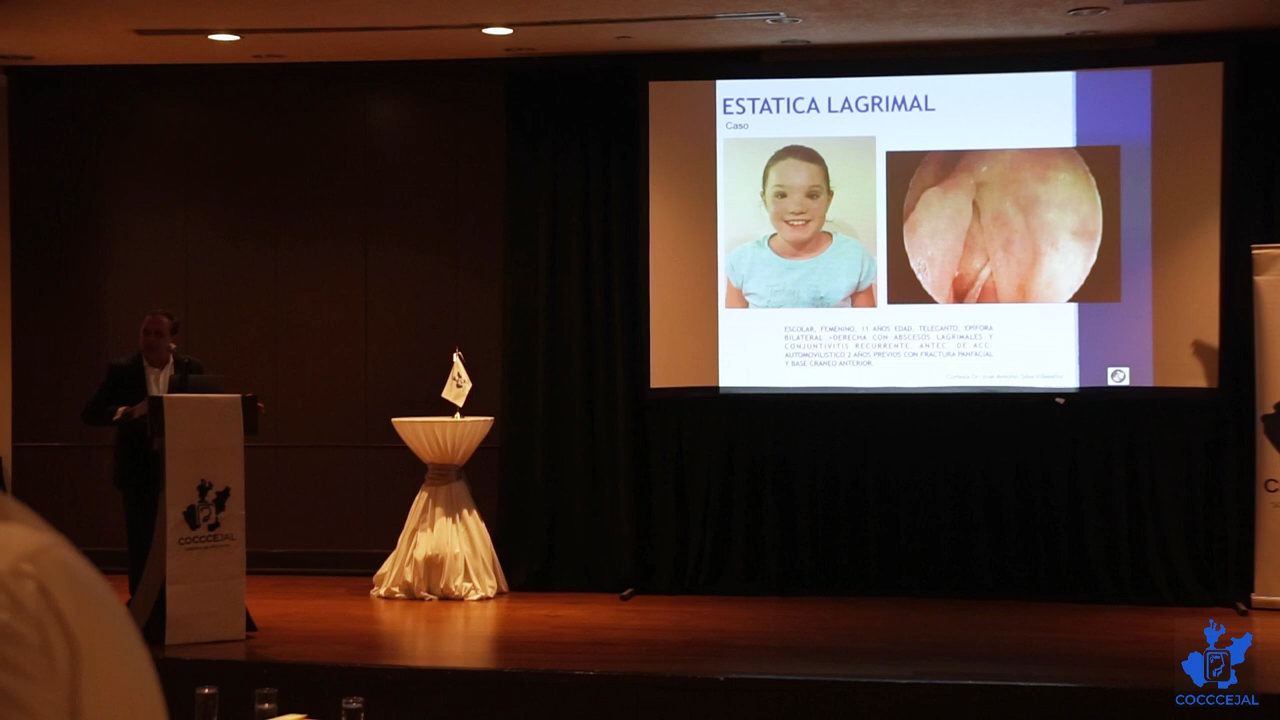 ESTATICA LAGRIMAL
Caso
ESCOLAR, FEMENINO, 11 AÑOS EDAD, TELECANTO, EPIFORA
BILATERAL >DERECHA CON ABSCESOS LAGRIMALES Y
CONJUNTIVITIS RECURRENTE. ANTEC. DE ACC.
AUTOMOVILISTICO 2 AÑOS PREVIOS CON FRACTURA PANFACIAL
Y BASE CRANEO ANTERIOR.
COCCCEJAL
COCCCEJAL